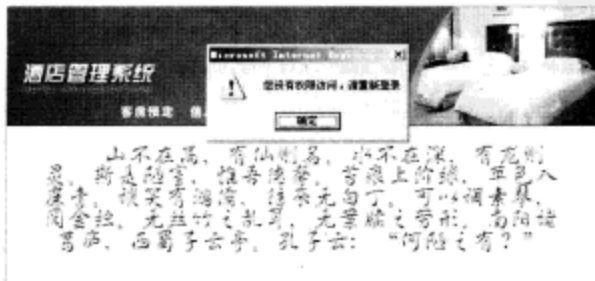 Microsoft Internet
酒店管理系统
您没有权限访问，请重新登录
客房预定
确定
山不在高，有仙则名。水不在深，有龙则
灵。斯是陋室，惟吾德馨。苔痕上阶绿，草色入
帘青。谈笑有鸿儒，往来无白丁。可以调素琴，
阅金经。无丝竹之乱耳，无案牍之劳形。南阳诸
葛庐，西蜀子云亭。孔子云：“何陋之有？”